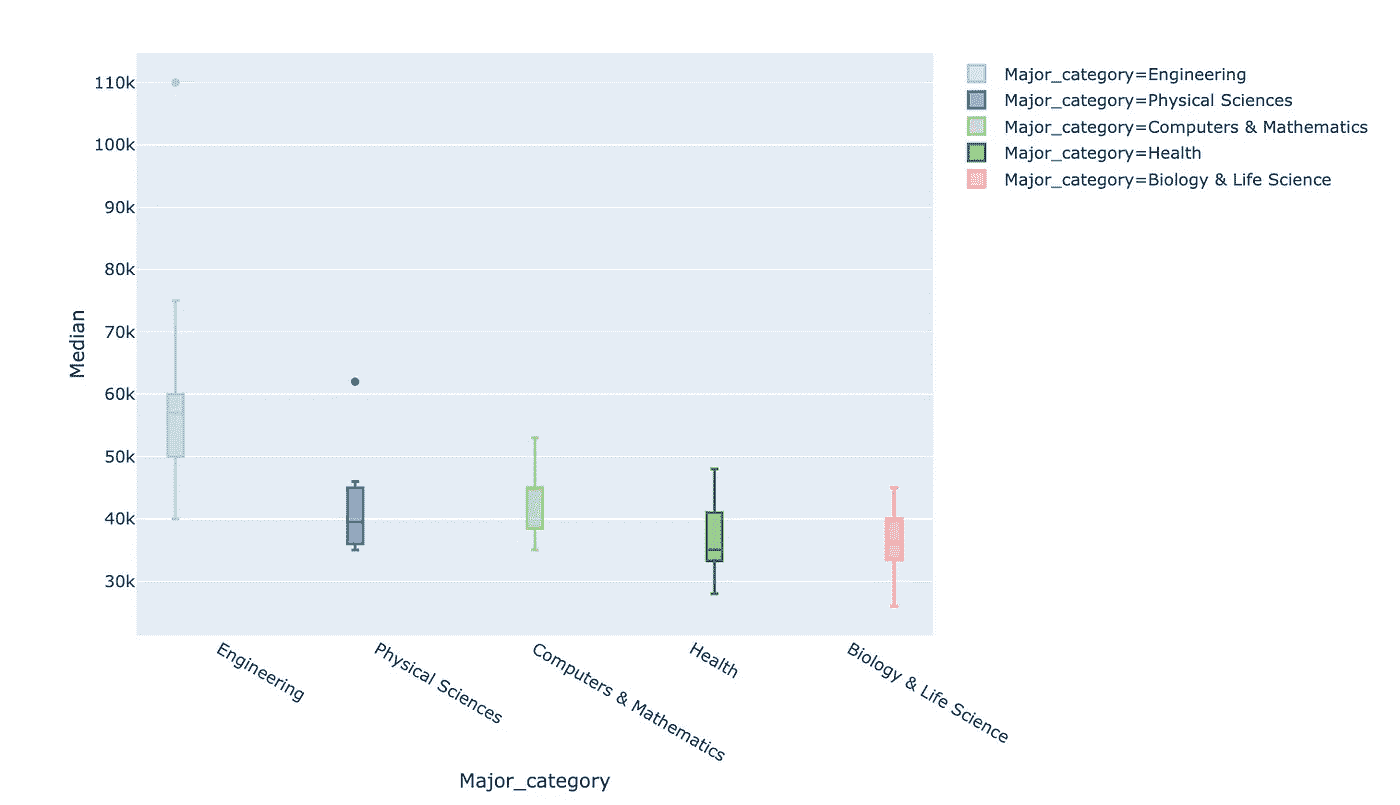 110k
100k
90k
80k
70k
60k
50k
40k
30k
Median
Engineering
Physical Sciences
Computers & Mathematics
Health
Biology & Life Science
Major_category
Major_category=Engineering
Major_category=Physical Sciences
Major_category=Computers & Mathematics
Major_category=Health
Major_category=Biology & Life Science